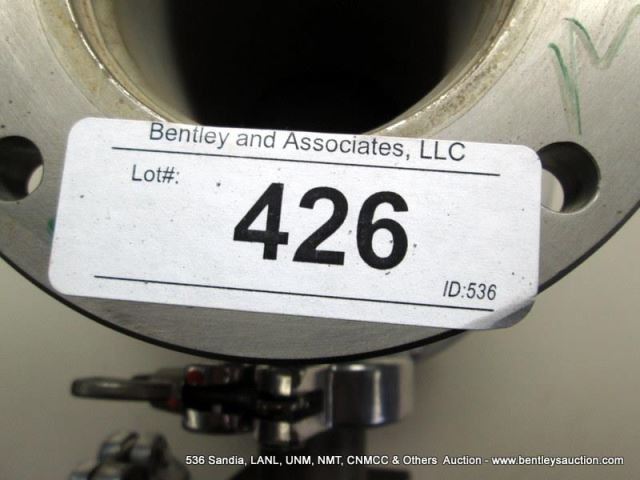 Bentley and Associates, LLC
Lot#:
426
ID:536
536 Sandia, LANL, UNM, NMT, CNMCC & Others Auction - www.bentleysauction.com